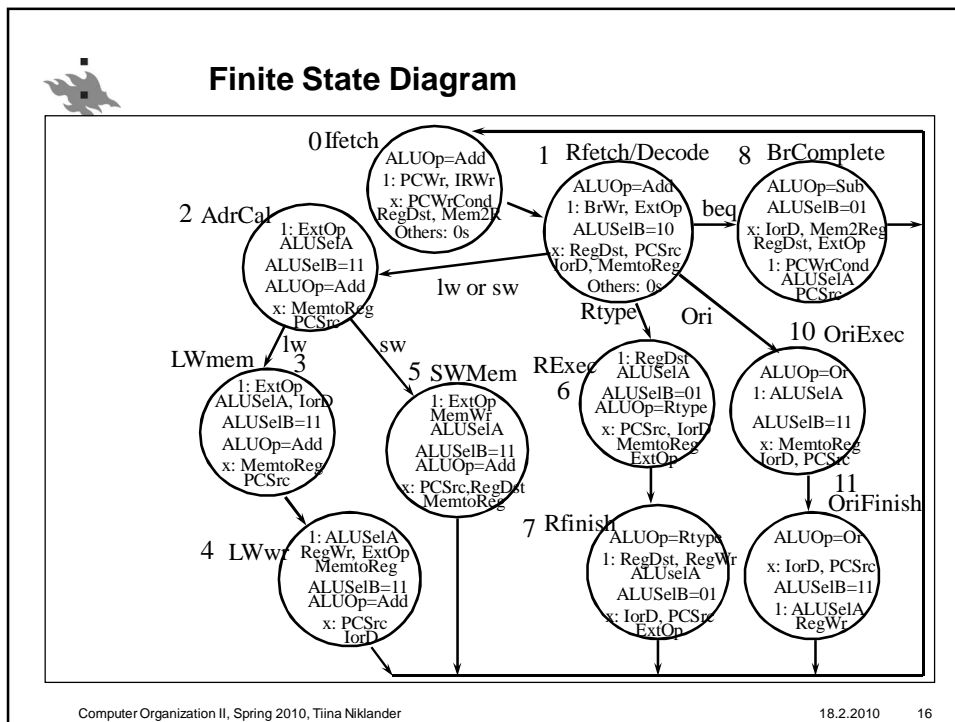 Finite State Diagram
0 Ifetch
ALUOp=Add
1: PCWr, IRWr
x: PCWrCond
RegDst, Mem2R
Others: 0s
1 Rfetch/Decode
ALUOp=Add
1: BrWr, ExtOp
ALUSelB=10
x: RegDst, PCSrc
IorD, MemtoReg
Others: 0s
beq
8 BrComplete
ALUOp=Sub
ALUSelB=01
x: IorD, Mem2Reg
RegDst, ExtOp
1: PCWrCond
ALUSelA
PCSrc
2 AdrCal
1: ExtOp
ALUSelA
ALUSelB=11
ALUOp=Add
x: MemtoReg
PCSrc
lw or sw
Rtype
Ori
lw
sw
LWmem
3
1: ExtOp
ALUSelA, IorD
ALUSelB=11
ALUOp=Add
x: MemtoReg
PCSrc
5 SWMem
1: ExtOp
MemWr
ALUSelA
ALUSelB=11
ALUOp=Add
x: PCSrc,RegDst
MemtoReg
RExec
6
1: RegDst
ALUSelA
ALUSelB=01
ALUOp=Rtype
x: PCSrc, IorD
MemtoReg
ExtOp
10 OriExec
ALUOp=Or
1: ALUSelA
ALUSelB=11
x: MemtoReg
IorD, PCSrc
4 LWwr
1: ALUSelA
RegWr, ExtOp
MemtoReg
ALUSelB=11
ALUOp=Add
x: PCSrc
IorD
7 Rfinish
ALUOp=Rtype
1: RegDst, RegWr
ALUselA
ALUSelB=01
x: IorD, PCSrc
ExtOp
11
OriFinish
ALUOp=Or
x: IorD, PCSrc
ALUSelB=11
1: ALUSelA
RegWr
Computer Organization II, Spring 2010, Tiina Niklander
18.2.2010 16